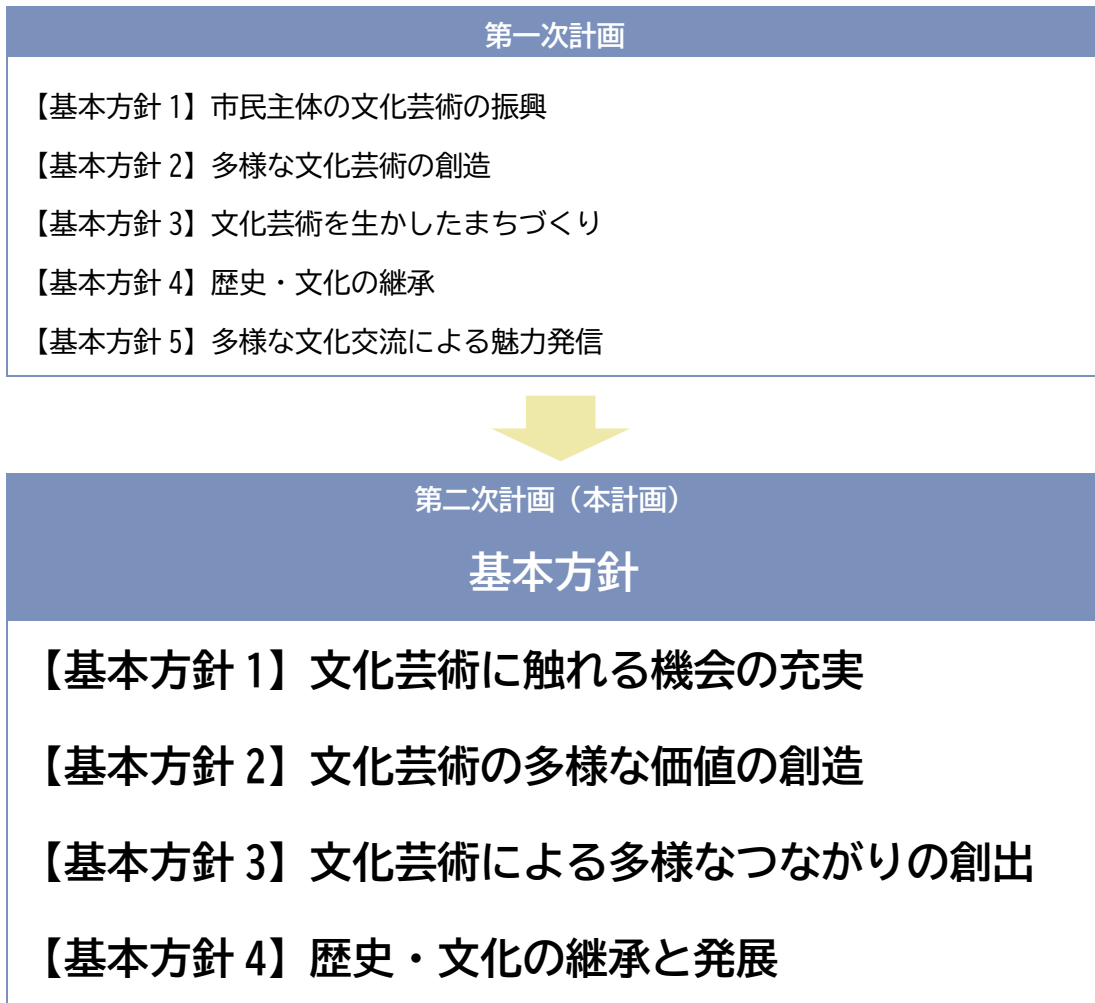 第一次計画
【基本方針 1】市民主体の文化芸術の振興
【基本方針 2】多様な文化芸術の創造
【基本方針 3】文化芸術を生かしたまちづくり
【基本方針 4】歴史・文化の継承
【基本方針 5】多様な文化交流による魅力発信
第二次計画（本計画）
基本方針
【基本方針 1】文化芸術に触れる機会の充実
【基本方針 2】文化芸術の多様な価値の創造
【基本方針 3】文化芸術による多様なつながりの創出
【基本方針 4】歴史・文化の継承と発展